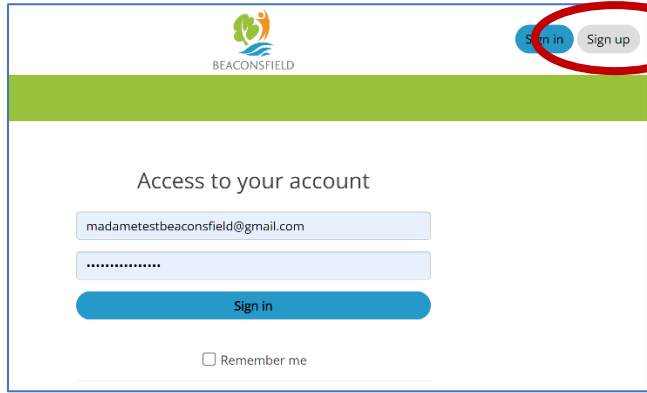 Sign in Sign up
BEACONSFIELD
Access to your account
madametestbeaconsfield@gmail.com
••••••••••••••••
Sign in
Remember me